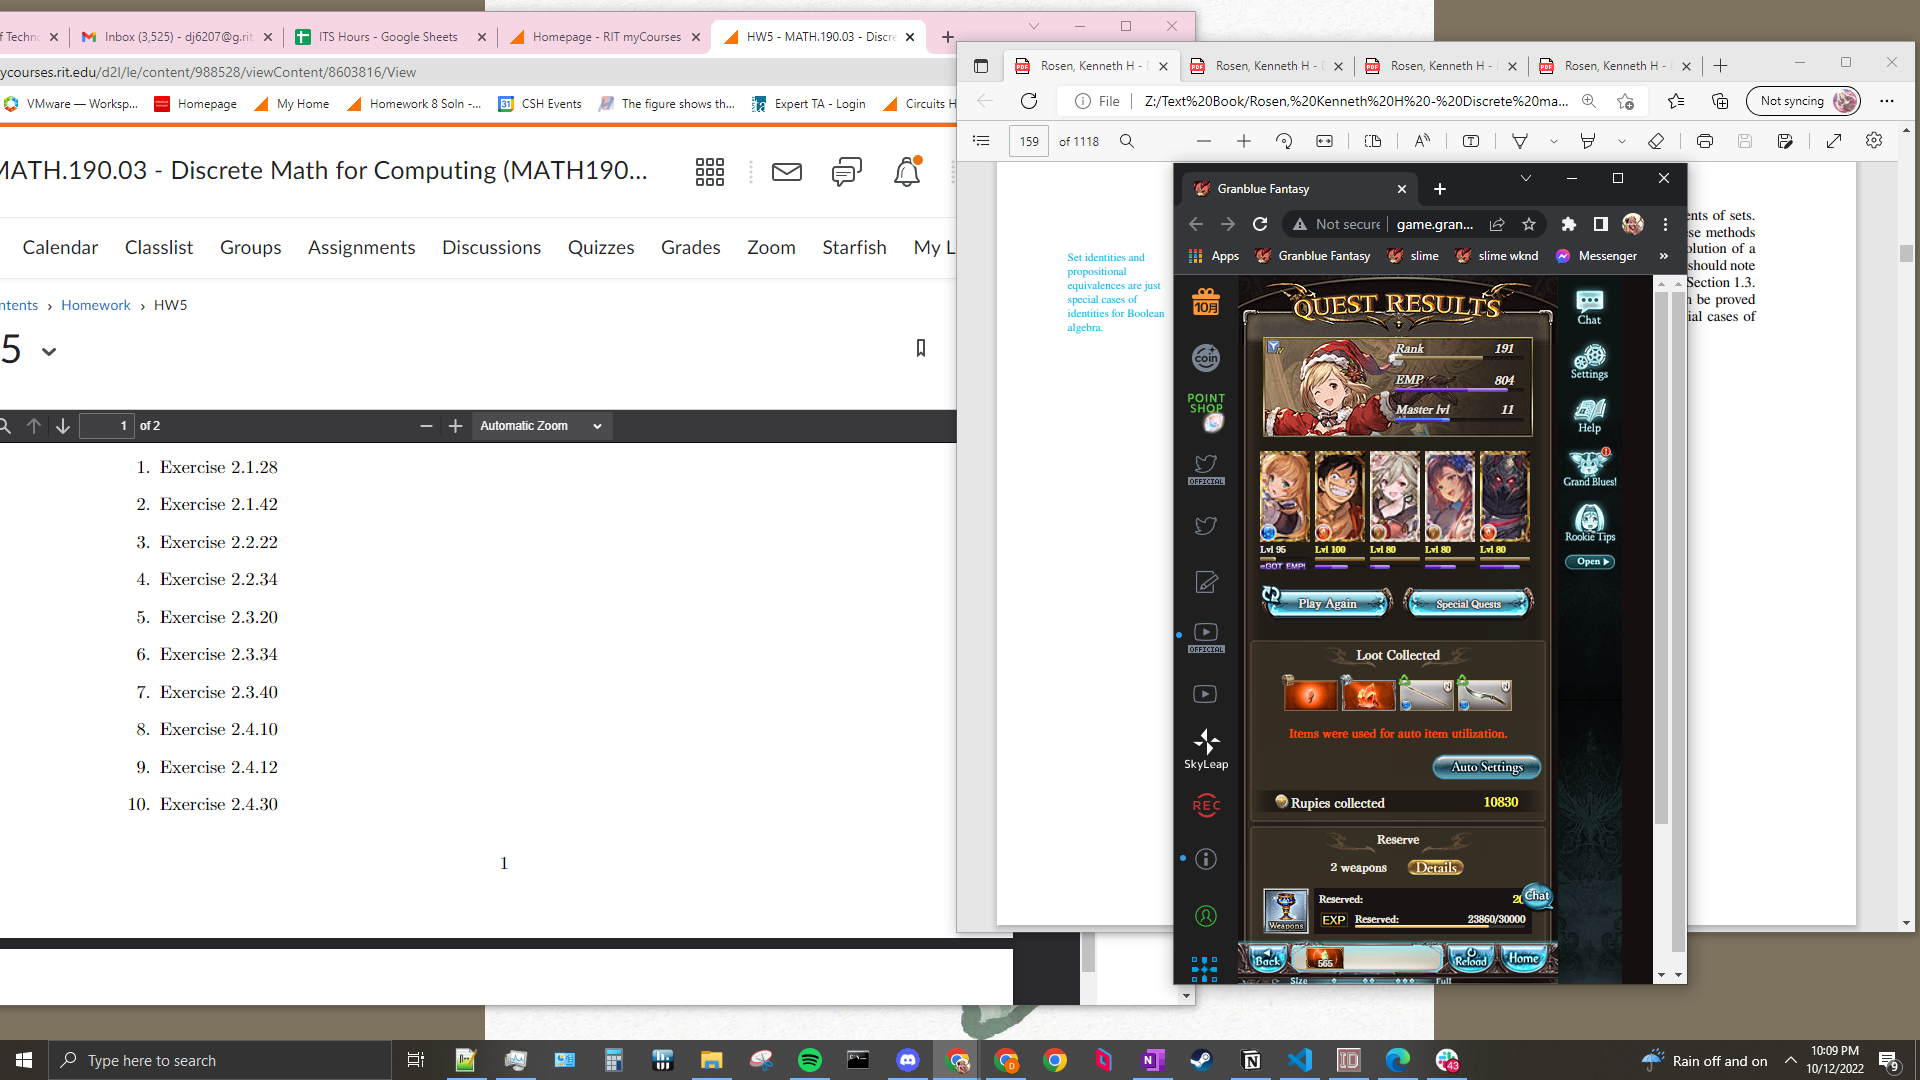 f Techno
Inbox (3,525) - dj6207@g.rit
ITS Hours - Google Sheets
Homepage - RIT myCourses
HW5 - MATH.190.03 - Discre
ycourses.rit.edu/d2l/le/content/988528/viewContent/8603816/View
VMware — Worksp...
Homepage
My Home
Homework 8 Soln -...
CSH Events
The figure shows th...
Expert TA - Login
Circuits H
MATH.190.03 - Discrete Math for Computing (MATH190...
Calendar
Classlist
Groups
Assignments
Discussions
Quizzes
Grades
Zoom
Starfish
My L
ntents › Homework › HW5
5
1 of 2
Automatic Zoom
1. Exercise 2.1.28
2. Exercise 2.1.42
3. Exercise 2.2.22
4. Exercise 2.2.34
5. Exercise 2.3.20
6. Exercise 2.3.34
7. Exercise 2.3.40
8. Exercise 2.4.10
9. Exercise 2.4.12
10. Exercise 2.4.30
1
Rosen, Kenneth H -
Rosen, Kenneth H -
Rosen, Kenneth H -
Rosen, Kenneth H -
File
Z:/Text%20Book/Rosen,%20Kenneth%20H%20-%20Discrete%20ma...
Not syncing
159 of 1118
Set identities and
propositional
equivalences are just
special cases of
identities for Boolean
algebra.
ents of sets.
se methods
olution of a
should note
Section 1.3.
n be proved
ial cases of
Granblue Fantasy
Not secure
game.gran...
Apps
Granblue Fantasy
slime
slime wknd
Messenger
»
10月
coin
POINT
SHOP
OFFICIAL
OFFICIAL
SkyLeap
REC
QUEST RESULTS
Rank 191
EMP 804
Master lvl 11
Lvl 95
Lvl 100
Lvl 80
Lvl 80
Lvl 80
GOT EMP!
Play Again
Special Quests
Loot Collected
Items were used for auto item utilization.
Auto Settings
Rupies collected 10830
Reserve
2 weapons
Details
Weapons
Reserved:
EXP Reserved: 23860/30000
Chat
Back
565
Reload
Home
Size
Full
Chat
Settings
Help
Grand Blues!
Rookie Tips
Open
Type here to search
43
Rain off and on
10:09 PM
10/12/2022
9